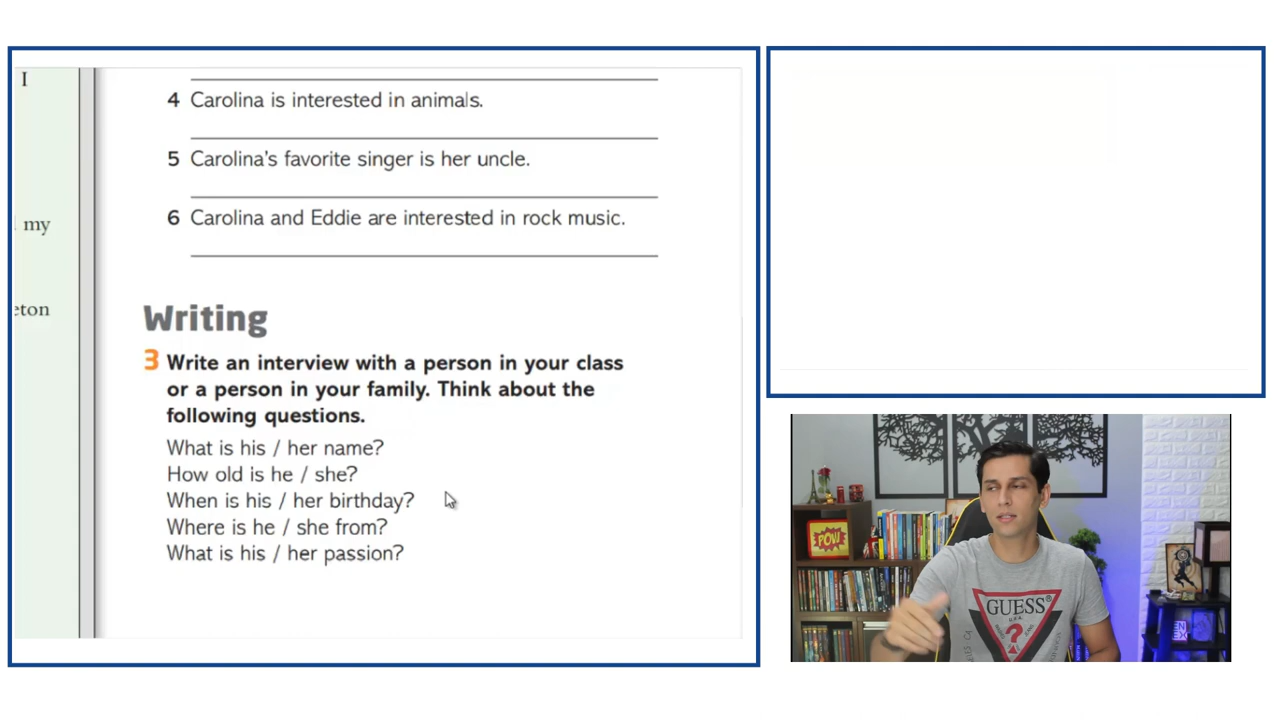 I
my
eton
4 Carolina is interested in animals.
5 Carolina's favorite singer is her uncle.
6 Carolina and Eddie are interested in rock music.
Writing
3 Write an interview with a person in your class
or a person in your family. Think about the
following questions.
What is his / her name?
How old is he / she?
When is his / her birthday?
Where is he / she from?
What is his / her passion?
POW
GUESS
?